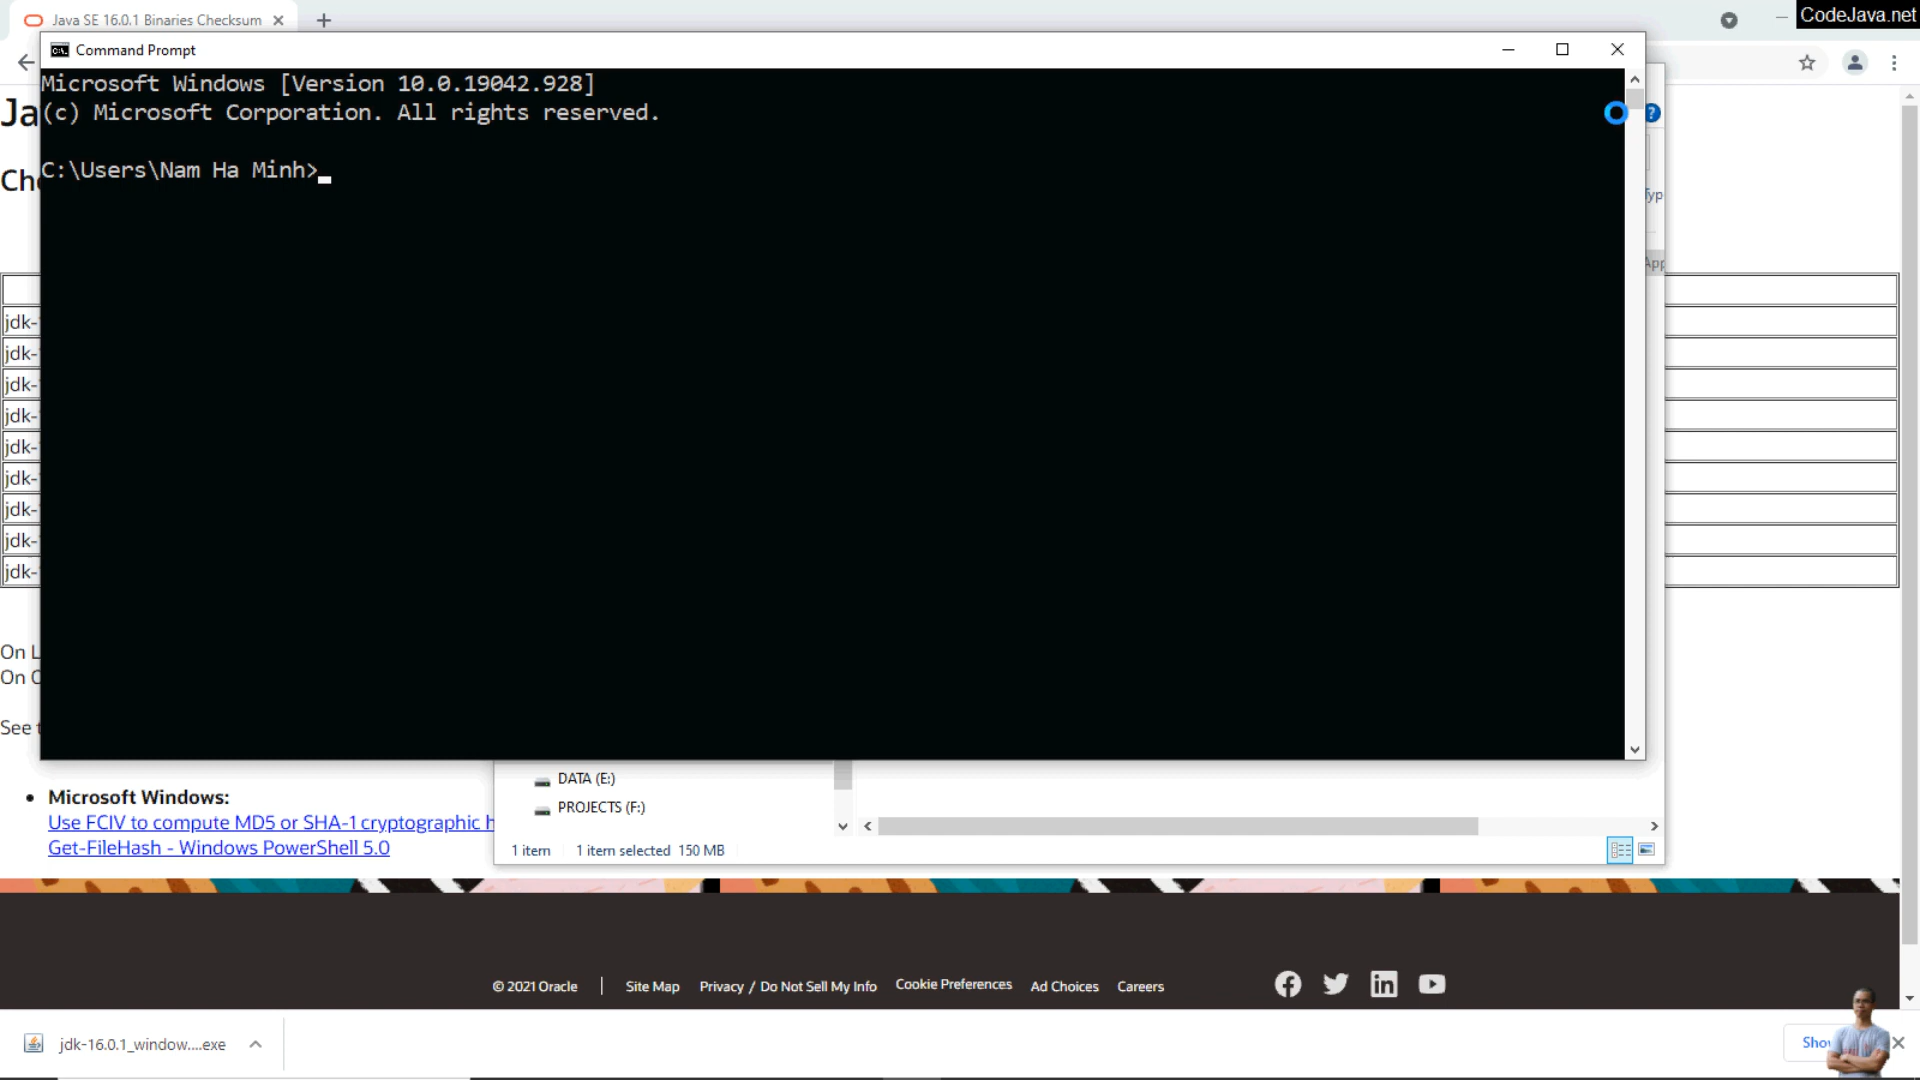 Java SE 16.0.1 Binaries Checksum
CodeJava.net
Command Prompt
Microsoft Windows [Version 10.0.19042.928]
(c) Microsoft Corporation. All rights reserved.
C:\Users\Nam Ha Minh>
Ja
Che
Typ
App
jdk-
jdk-
jdk-
jdk-
jdk-
jdk-
jdk-
jdk-
jdk-
On L
On O
See t
DATA (E:)
PROJECTS (F:)
1 item 1 item selected 150 MB
• Microsoft Windows:
Use FCIV to compute MD5 or SHA-1 cryptographic h
Get-FileHash - Windows PowerShell 5.0
© 2021 Oracle | Site Map Privacy / Do Not Sell My Info Cookie Preferences Ad Choices Careers
jdk-16.0.1_window....exe
Show